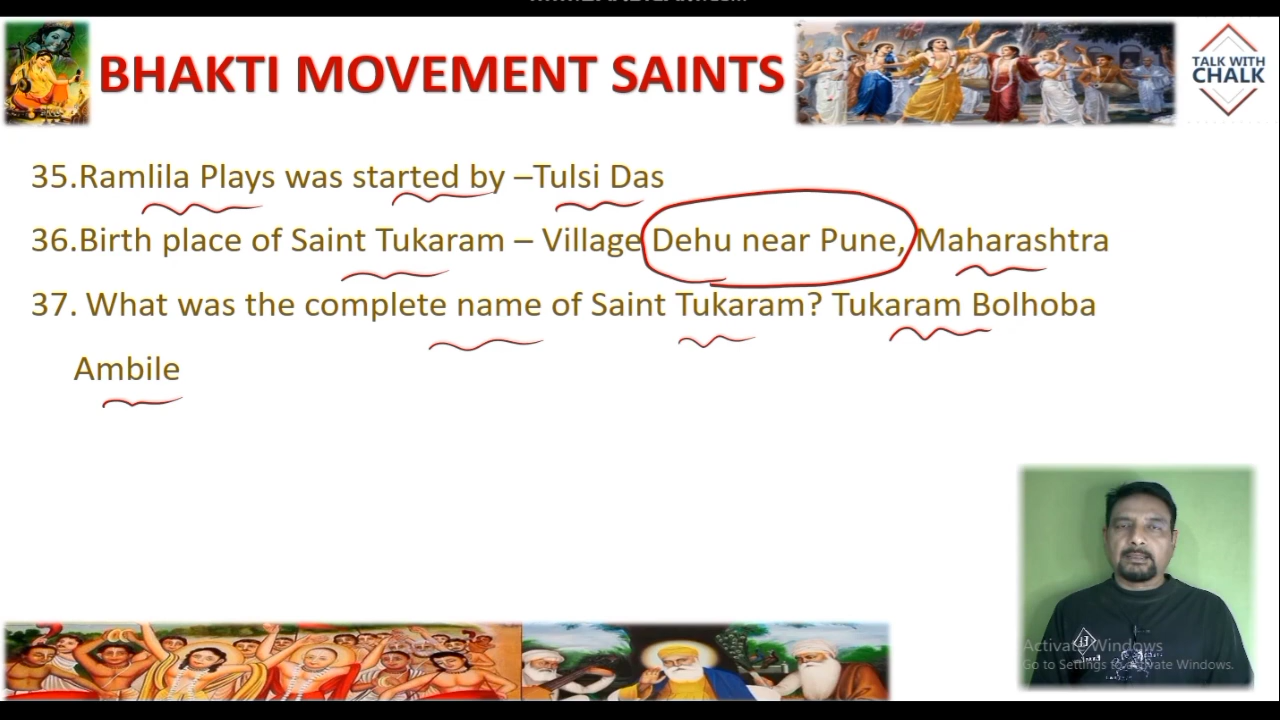 BHAKTI MOVEMENT SAINTS
TALK WITH
CHALK
35.Ramlila Plays was started by –Tulsi Das
36.Birth place of Saint Tukaram – Village Dehu near Pune, Maharashtra
37. What was the complete name of Saint Tukaram? Tukaram Bolhoba
Ambile
Activate Windows
Go to Settings to activate Windows.